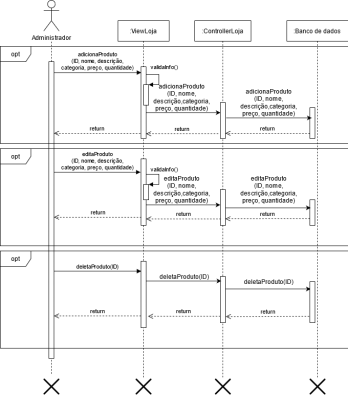 Administrador
:ViewLoja
:ControllerLoja
:Banco de dados
opt
adicionaProduto
(ID, nome, descrição,
categoria, preço, quantidade)
validaInfo()
adicionaProduto
(ID, nome,
descrição,categoria,
preço, quantidade)
adicionaProduto
(ID, nome,
descrição,categoria,
preço, quantidade)
return
return
return
opt
editaProduto
(ID, nome, descrição,
categoria, preço, quantidade)
validaInfo()
editaProduto
(ID, nome,
descrição,categoria,
preço, quantidade)
editaProduto
(ID, nome,
descrição,categoria,
preço, quantidade)
return
return
return
opt
deletaProduto(ID)
deletaProduto(ID)
deletaProduto(ID)
return
return
return